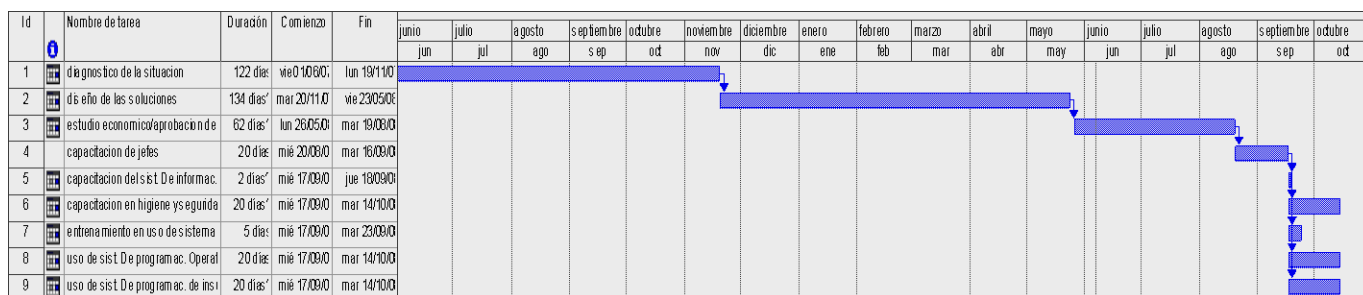 Id Nombre de tarea Duración Comienzo Fin
junio julio agosto septiembre octubre noviembre diciembre enero febrero marzo abril mayo junio julio agosto septiembre octubre
jun jul ago sep oct nov dic ene feb mar abr may jun jul ago sep oct
1 diagnostico de la situacion 122 días vie 01/06/07 lun 19/11/0
2 diseño de las soluciones 134 días? mar 20/11/0 vie 23/05/08
3 estudio economico/aprobacion de 62 días? lun 26/05/0 mar 19/08/0
4 capacitacion de jefes 20 días mié 20/08/0 mar 16/09/0
5 capacitacion del sist. De informac. 2 días? mié 17/09/0 jue 18/09/0
6 capacitacion en higiene y segurida 20 días? mié 17/09/0 mar 14/10/0
7 entrenamiento en uso de sistema 5 días mié 17/09/0 mar 23/09/0
8 uso de sist. De programac. Operat 20 días mié 17/09/0 mar 14/10/0
9 uso de sist. De programac. de ins 20 días? mié 17/09/0 mar 14/10/0